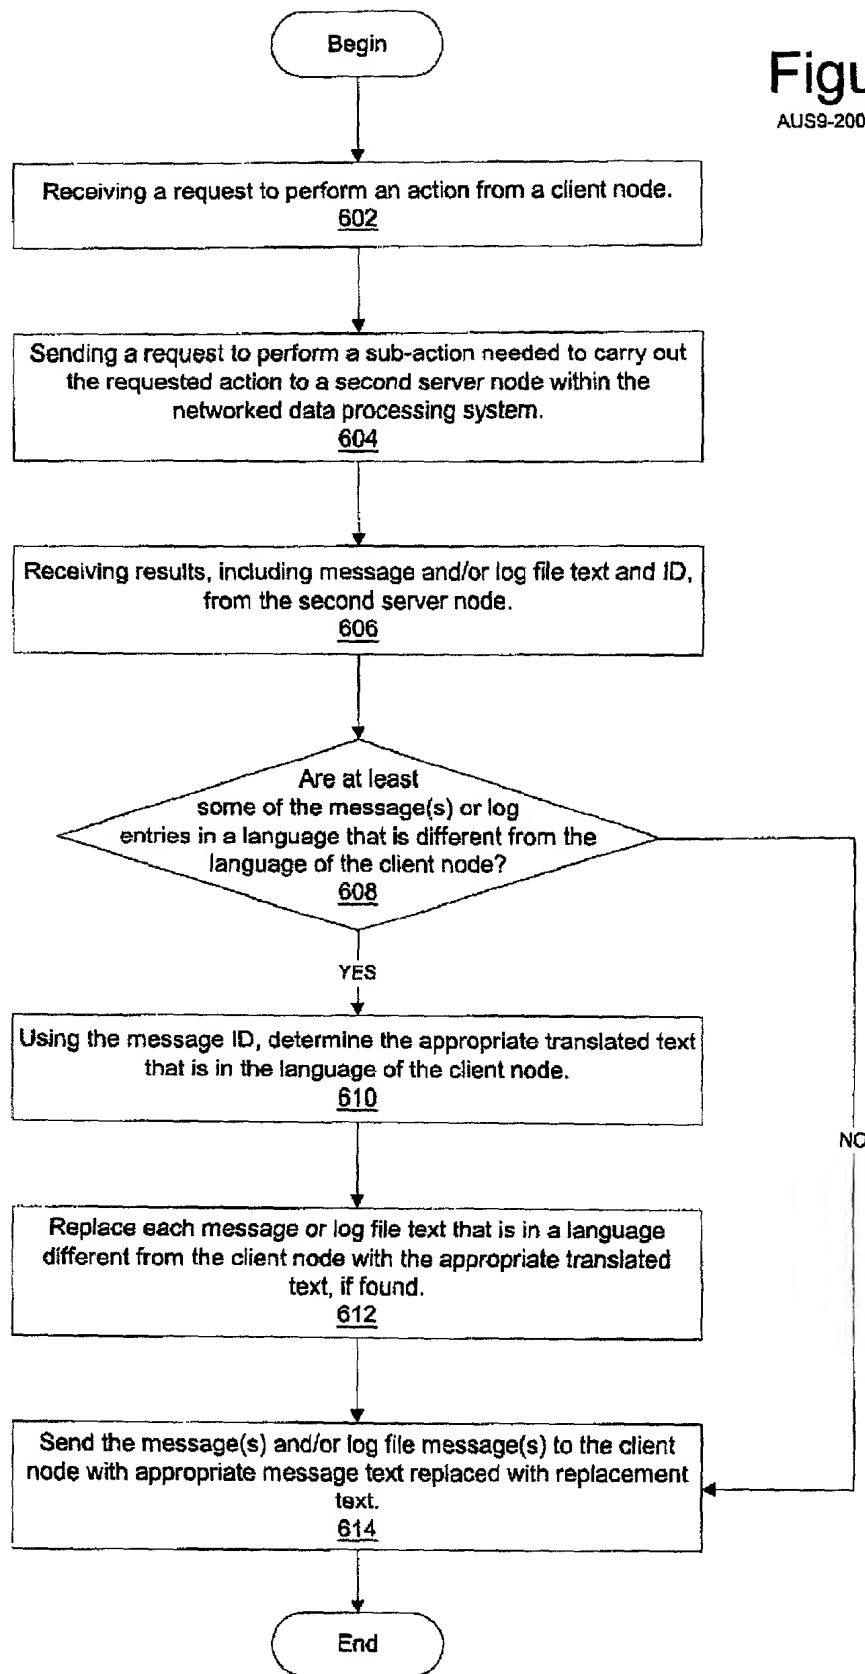 Begin
Figu
AUS9-200
Receiving a request to perform an action from a client node.
602
Sending a request to perform a sub-action needed to carry out
the requested action to a second server node within the
networked data processing system.
604
Receiving results, including message and/or log file text and ID,
from the second server node.
606
Are at least
some of the message(s) or log
entries in a language that is different from the
language of the client node?
608
YES
Using the message ID, determine the appropriate translated text
that is in the language of the client node.
610
NO
Replace each message or log file text that is in a language
different from the client node with the appropriate translated
text, if found.
612
Send the message(s) and/or log file message(s) to the client
node with appropriate message text replaced with replacement
text.
614
End